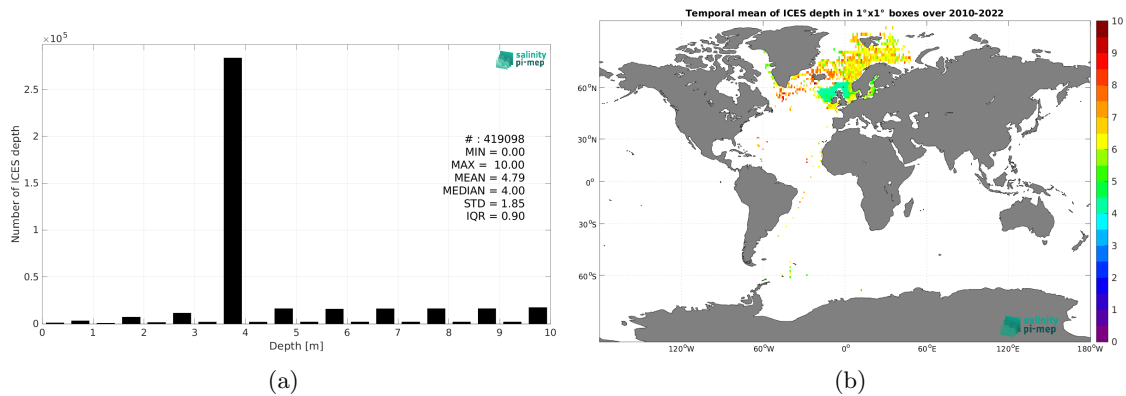 ×10⁵
salinity
pi-mep
2.5
2
1.5
1
0.5
0
Number of ICES depth
# : 419098
MIN = 0.00
MAX = 10.00
MEAN = 4.79
MEDIAN = 4.00
STD = 1.85
IQR = 0.90
0 1 2 3 4 5 6 7 8 9 10
Depth [m]
(a)
Temporal mean of ICES depth in 1°x1° boxes over 2010-2022
60°N
30°N
0°
30°S
60°S
120°W 60°W 0° 60°E 120°E 180°W
salinity
pi-mep
10
9
8
7
6
5
4
3
2
1
0
(b)